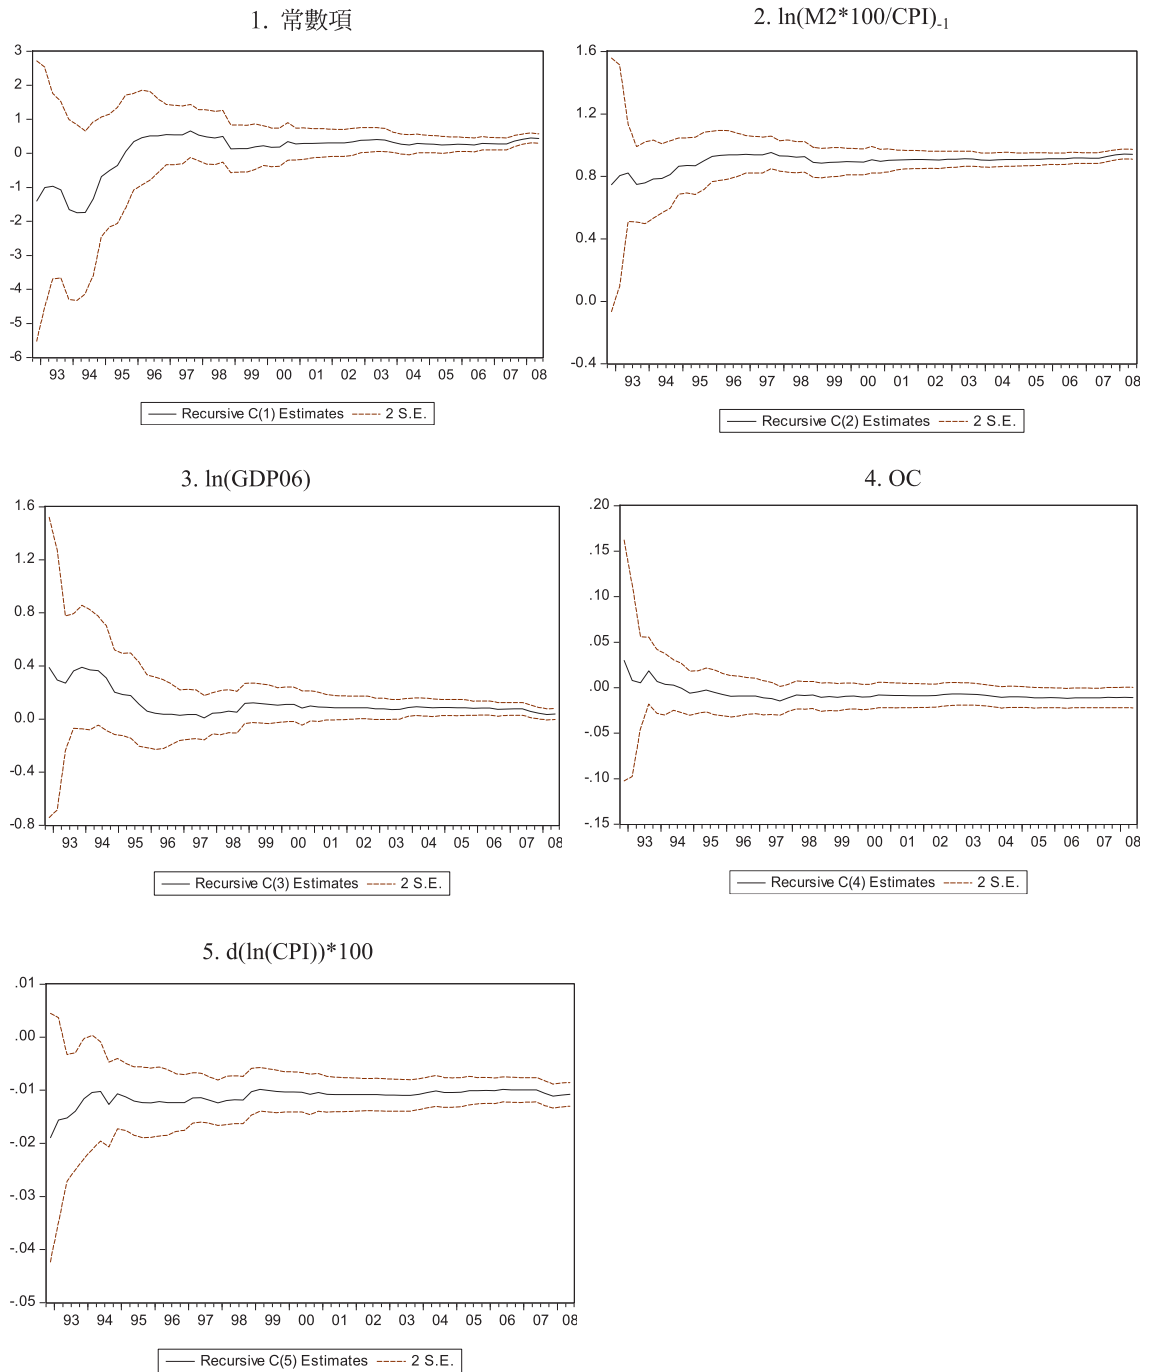 1. 常數項
3
2
1
0
-1
-2
-3
-4
-5
-6
93 94 95 96 97 98 99 00 01 02 03 04 05 06 07 08
Recursive C(1) Estimates 2 S.E.
2. ln(M2*100/CPI)-1
1.6
1.2
0.8
0.4
0.0
-0.4
93 94 95 96 97 98 99 00 01 02 03 04 05 06 07 08
Recursive C(2) Estimates 2 S.E.
3. ln(GDP06)
1.6
1.2
0.8
0.4
0.0
-0.4
-0.8
93 94 95 96 97 98 99 00 01 02 03 04 05 06 07 08
Recursive C(3) Estimates 2 S.E.
4. OC
.20
.15
.10
.05
.00
-.05
-.10
-.15
93 94 95 96 97 98 99 00 01 02 03 04 05 06 07 08
Recursive C(4) Estimates 2 S.E.
5. d(ln(CPI))*100
.01
.00
-.01
-.02
-.03
-.04
-.05
93 94 95 96 97 98 99 00 01 02 03 04 05 06 07 08
Recursive C(5) Estimates 2 S.E.